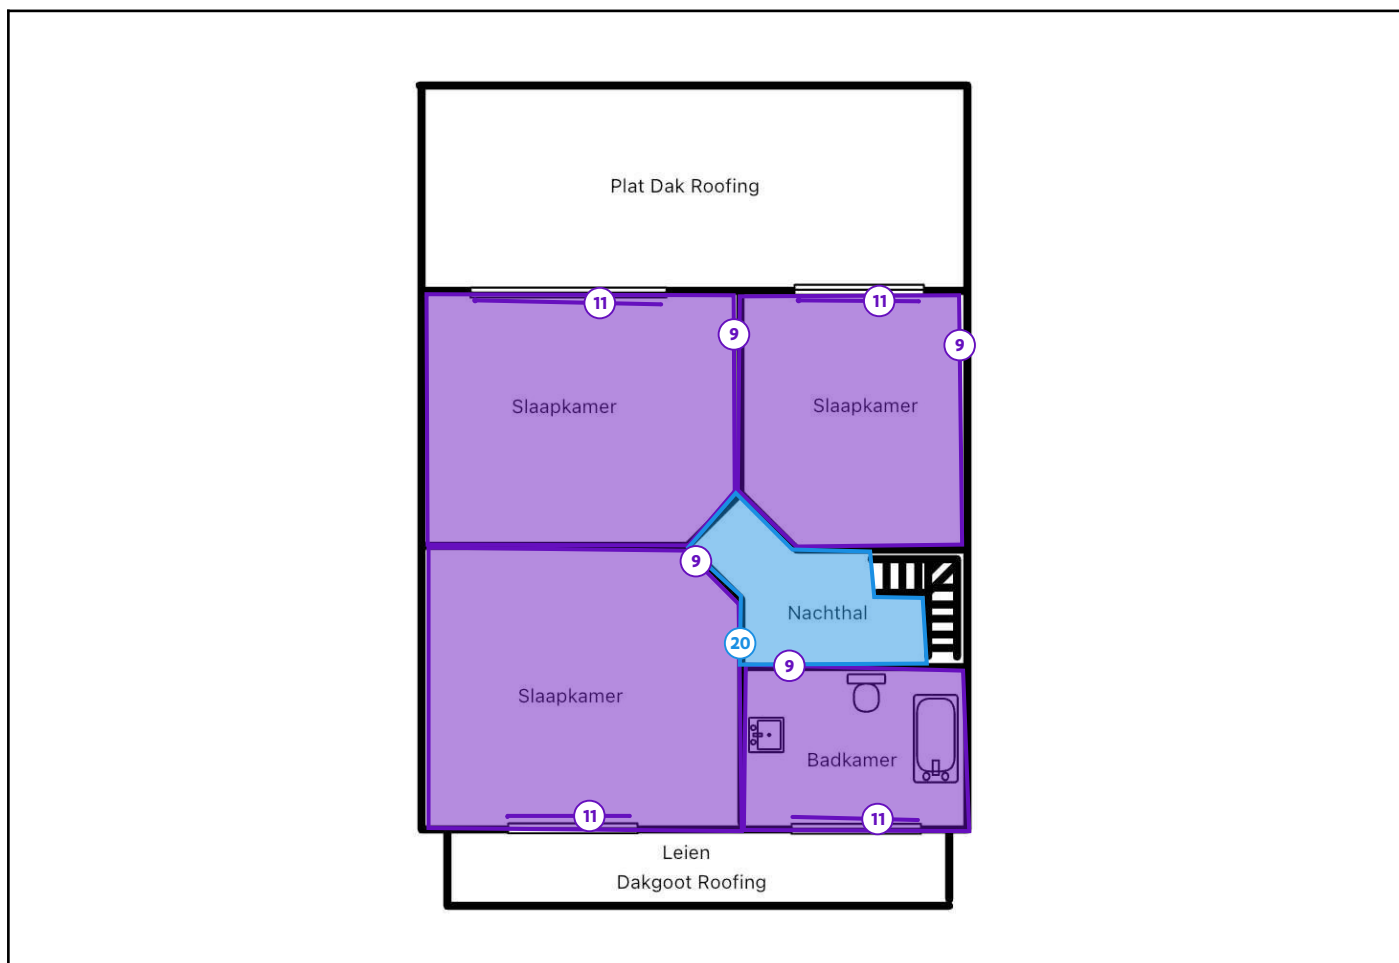 Plat Dak Roofing
11
11
9
9
Slaapkamer
Slaapkamer
9
Nachthal
20
9
Slaapkamer
Badkamer
11
11
Leien
Dakgoot Roofing